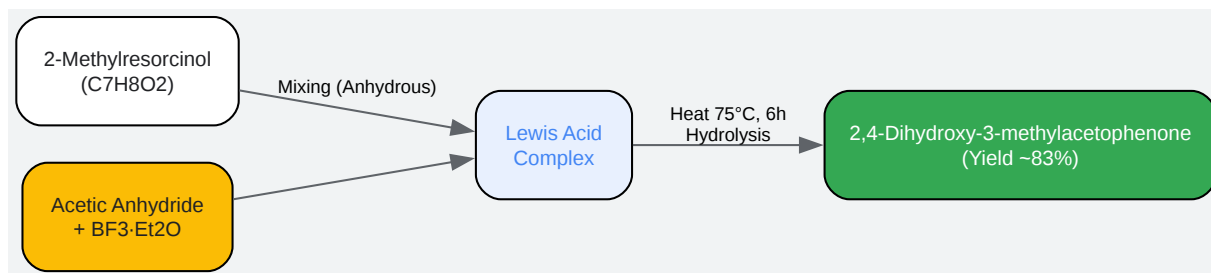 2-Methylresorcinol
(C7H8O2)
Mixing (Anhydrous)
Acetic Anhydride
+ BF3·Et2O
Lewis Acid
Complex
Heat 75°C, 6h
Hydrolysis
2,4-Dihydroxy-3-methylacetophenone
(Yield ~83%)